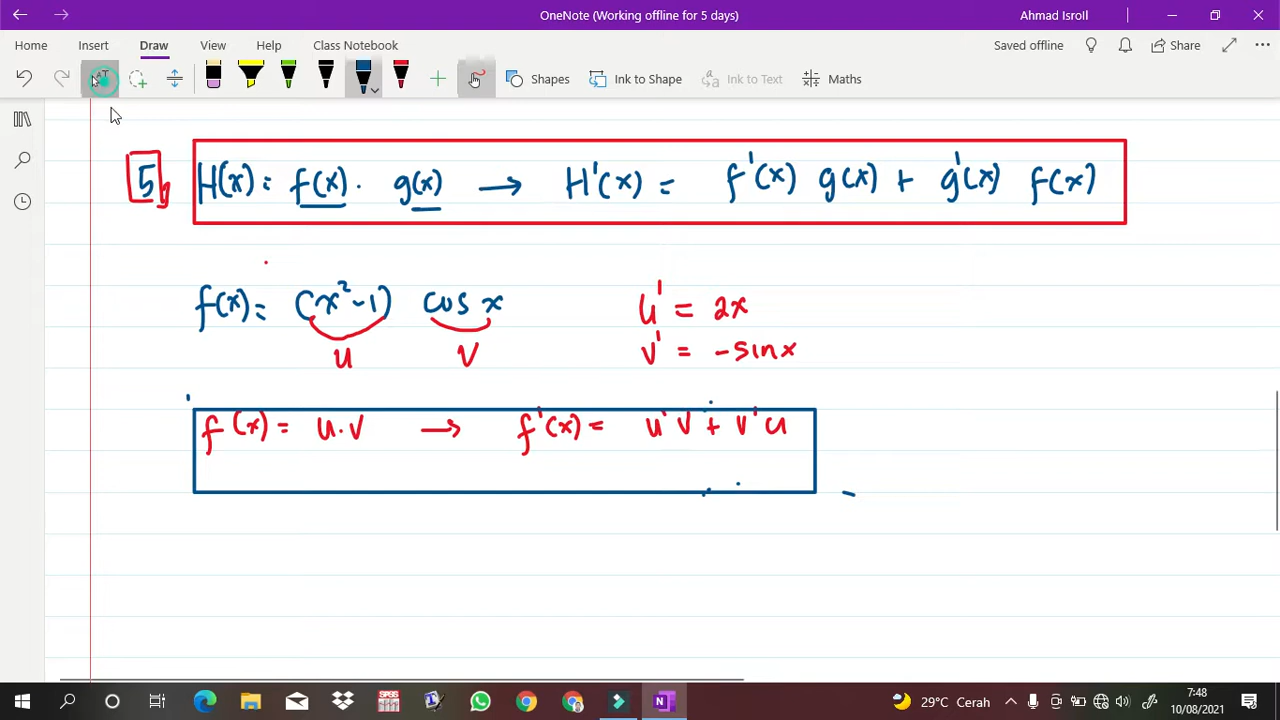 OneNote (Working offline for 5 days)
Ahmad Isroll
Home Insert Draw View Help Class Notebook
Saved offline Share
Shapes Ink to Shape Ink to Text Maths
5) H(x) = f(x) · g(x) → H'(x) = f'(x) g(x) + g'(x) f(x)
f(x) = (x²-1) cos x u' = 2x
u v v' = -sinx
f(x) = u·v → f'(x) = u'v + v'u
29°C Cerah
7:48
10/08/2021